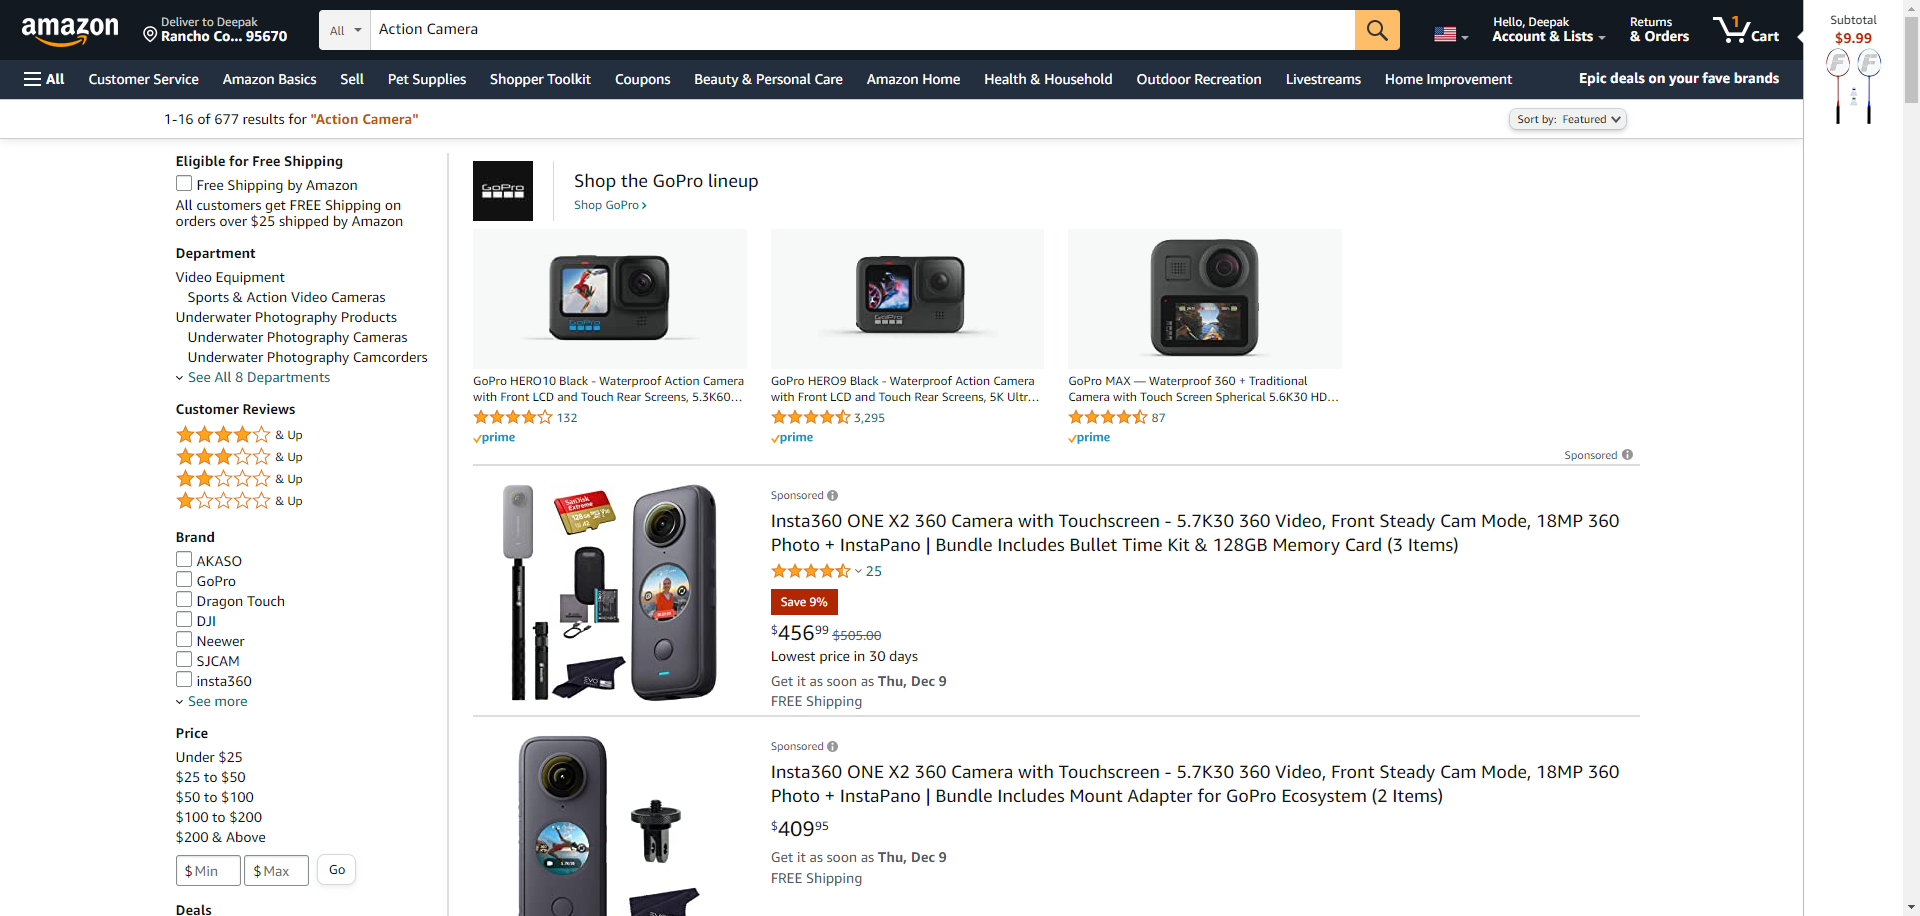 amazon
Deliver to Deepak
Rancho Co... 95670
All
Action Camera
Hello, Deepak
Account & Lists
Returns
& Orders
1
Cart
Subtotal
$9.99
All
Customer Service
Amazon Basics
Sell
Pet Supplies
Shopper Toolkit
Coupons
Beauty & Personal Care
Amazon Home
Health & Household
Outdoor Recreation
Livestreams
Home Improvement
Epic deals on your fave brands
1-16 of 677 results for "Action Camera"
Sort by: Featured
Eligible for Free Shipping
Free Shipping by Amazon
All customers get FREE Shipping on
orders over $25 shipped by Amazon
Department
Video Equipment
Sports & Action Video Cameras
Underwater Photography Products
Underwater Photography Cameras
Underwater Photography Camcorders
See All 8 Departments
Customer Reviews
& Up
& Up
& Up
& Up
Brand
AKASO
GoPro
Dragon Touch
DJI
Neewer
SJCAM
insta360
See more
Price
Under $25
$25 to $50
$50 to $100
$100 to $200
$200 & Above
$ Min
$ Max
Go
Deals
GoPro
Shop the GoPro lineup
Shop GoPro ›
GoPro
GoPro HERO10 Black - Waterproof Action Camera
with Front LCD and Touch Rear Screens, 5.3K60...
132
prime
GoPro
GoPro HERO9 Black - Waterproof Action Camera
with Front LCD and Touch Rear Screens, 5K Ultr...
3,295
prime
GoPro MAX — Waterproof 360 + Traditional
Camera with Touch Screen Spherical 5.6K30 HD...
87
prime
Sponsored
SanDisk
Extreme
128GB
EVO
Sponsored
Insta360 ONE X2 360 Camera with Touchscreen - 5.7K30 360 Video, Front Steady Cam Mode, 18MP 360
Photo + InstaPano | Bundle Includes Bullet Time Kit & 128GB Memory Card (3 Items)
25
Save 9%
$456 99 $505.00
Lowest price in 30 days
Get it as soon as Thu, Dec 9
FREE Shipping
Sponsored
Insta360 ONE X2 360 Camera with Touchscreen - 5.7K30 360 Video, Front Steady Cam Mode, 18MP 360
Photo + InstaPano | Bundle Includes Mount Adapter for GoPro Ecosystem (2 Items)
$409 95
Get it as soon as Thu, Dec 9
FREE Shipping